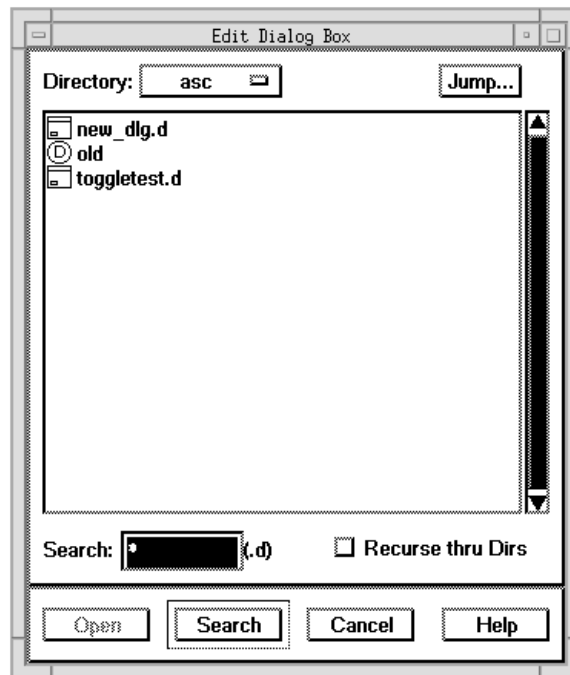 Edit Dialog Box
Directory: asc Jump...
new_dlg.d
D old
toggletest.d
Search: * (.d) Recurse thru Dirs
Open Search Cancel Help